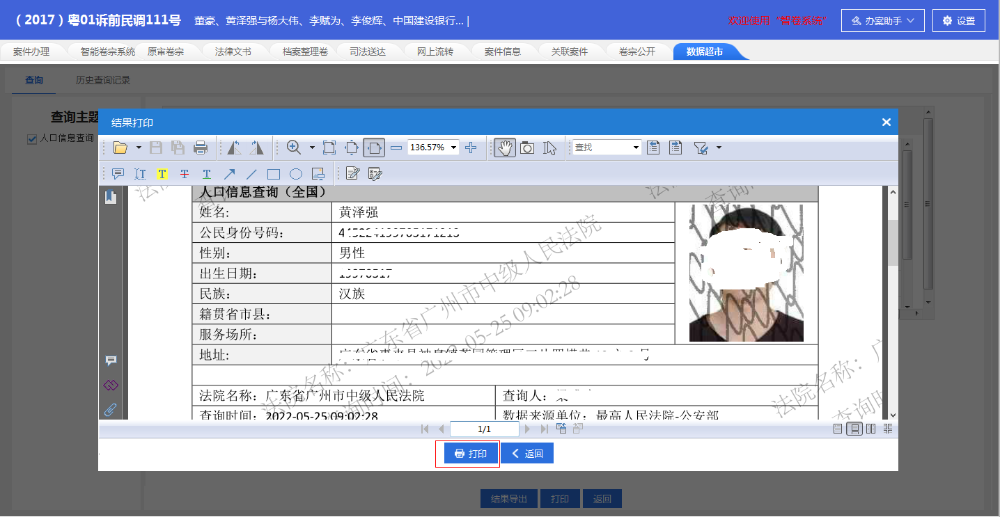 （2017）粤01诉前民调111号 董豪、黄泽强与杨大伟、李赋为、李俊辉、中国建设银行... |
欢迎使用“智卷系统” 办案助手 设置
案件办理 智能卷宗系统 原审卷宗 法律文书 档案整理卷 司法送达 网上流转 案件信息 关联案件 卷宗公开 数据超市
查询 历史查询记录
查询主题
人口信息查询
结果打印
136.57% 查找
人口信息查询（全国）
姓名: 黄泽强
公民身份号码:
性别: 男性
出生日期:
民族: 汉族
籍贯省市县:
服务场所:
地址:
法院名称: 广东省广州市中级人民法院 查询人:
查询时间: 2022-05-25 09:02:28 数据来源单位: 最高人民法院-公安部
法院名称: 广东省广州市中级人民法院
查询时间: 2022-05-25 09:02:28
法院名称: 广
查询时
1/1
打印 返回
结果导出 打印 返回